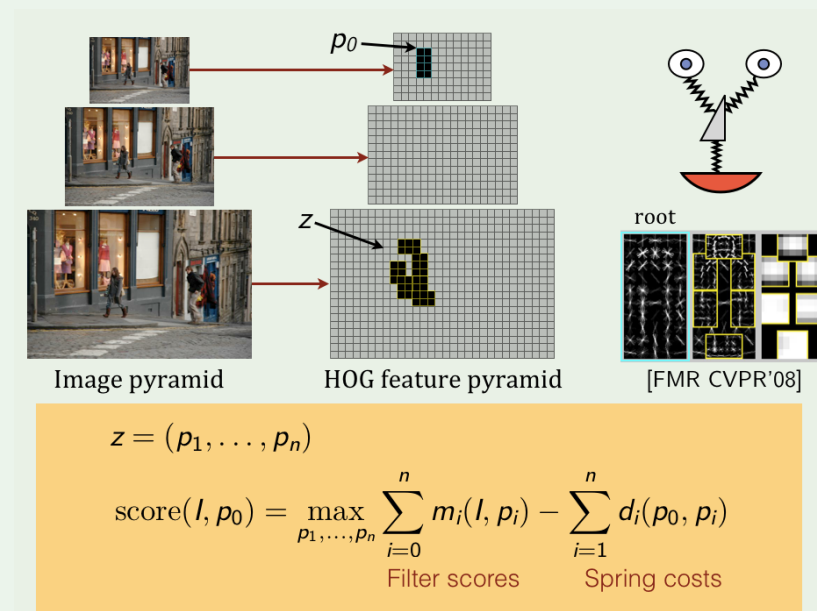 p₀
z
root
Image pyramid
HOG feature pyramid
[FMR CVPR'08]
z = (p₁, . . . , pₙ)
score(I, p₀) = max_{p₁,...,pₙ} ∑_{i=0}^{n} mᵢ(I, pᵢ) − ∑_{i=1}^{n} dᵢ(p₀, pᵢ)
Filter scores Spring costs